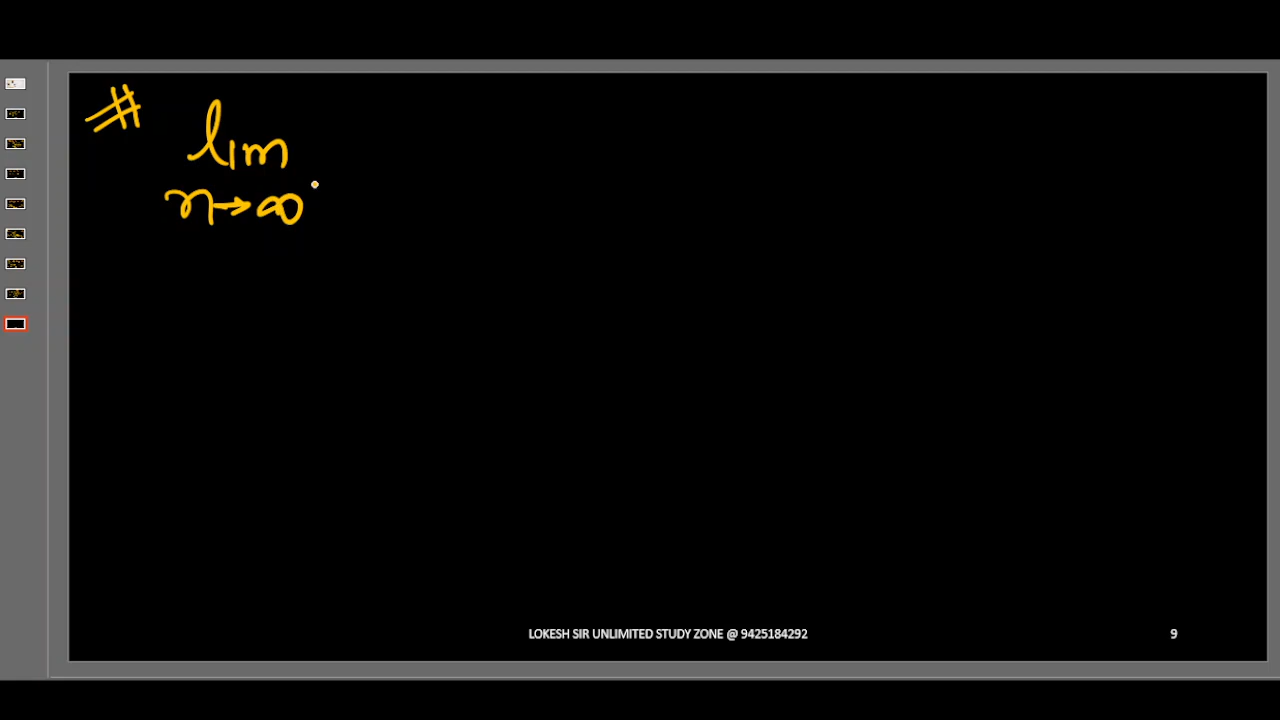 #
lim
n→∞
LOKESH SIR UNLIMITED STUDY ZONE @ 9425184292
9